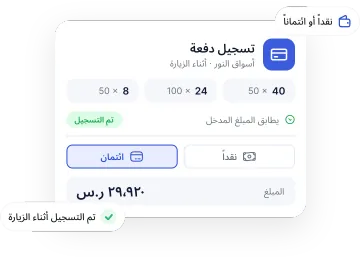 نقداً أو ائتماناً
تسجيل دفعة
أسواق النور · أثناء الزيارة
50 × 40
100 × 24
50 × 8
يطابق المبلغ المدخل
تم التسجيل
نقداً
ائتمان
المبلغ
٢٩،٩٢٠ ر.س
تم التسجيل أثناء الزيارة